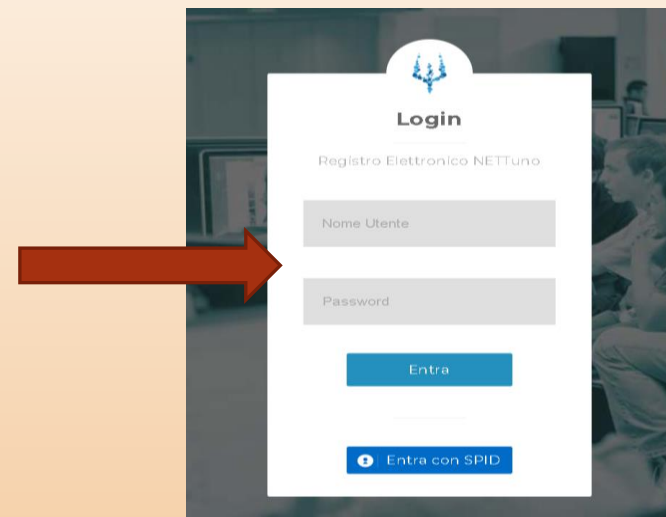 Login
Registro Elettronico NETTuno
Nome Utente
Password
Entra
Entra con SPID